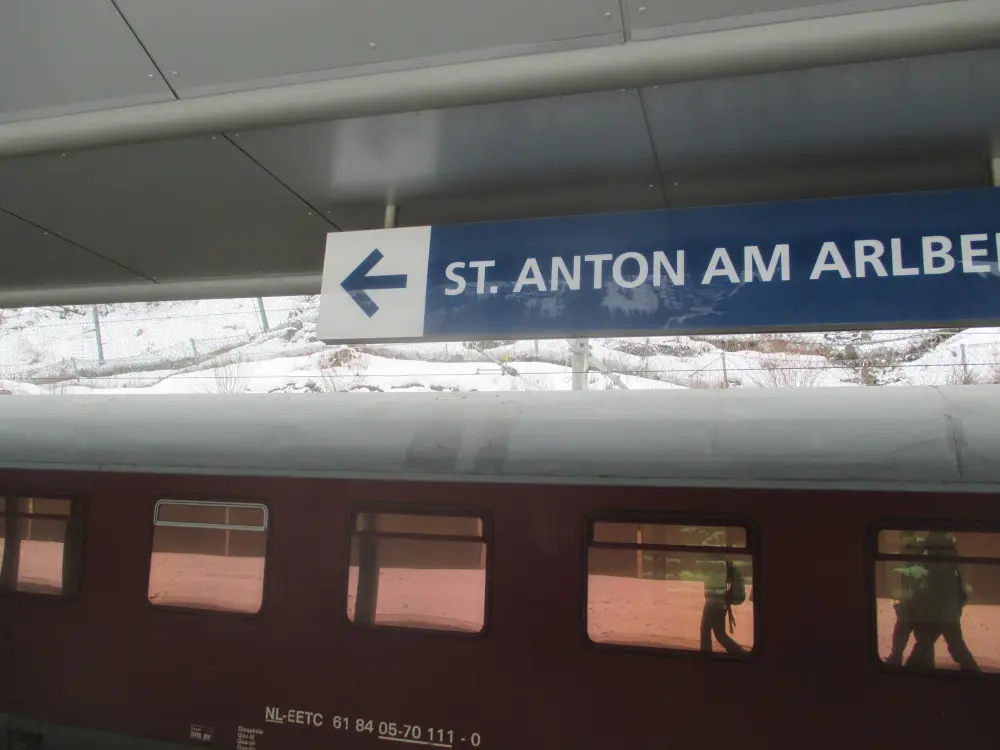 ST. ANTON AM ARLBE
NL-EETC 61 84 05-70 111 - 0